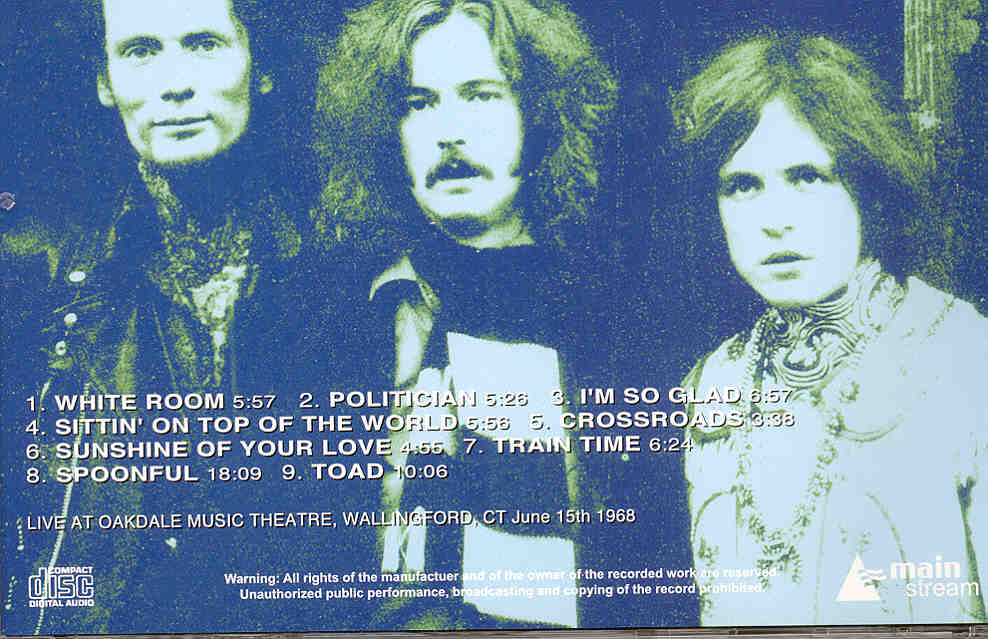 1. WHITE ROOM 5:57 2. POLITICIAN 5:26 3. I'M SO GLAD 6:57
4. SITTIN' ON TOP OF THE WORLD 5:56 5. CROSSROADS 3:38
6. SUNSHINE OF YOUR LOVE 4:55 7. TRAIN TIME 6:24
8. SPOONFUL 18:09 9. TOAD 10:06
LIVE AT OAKDALE MUSIC THEATRE, WALLINGFORD, CT June 15th 1968
COMPACT
disc
DIGITAL AUDIO
Warning: All rights of the manufactuer and of the owner of the recorded work are reserved.
Unauthorized public performance, broadcasting and copying of the record prohibited.
main
stream